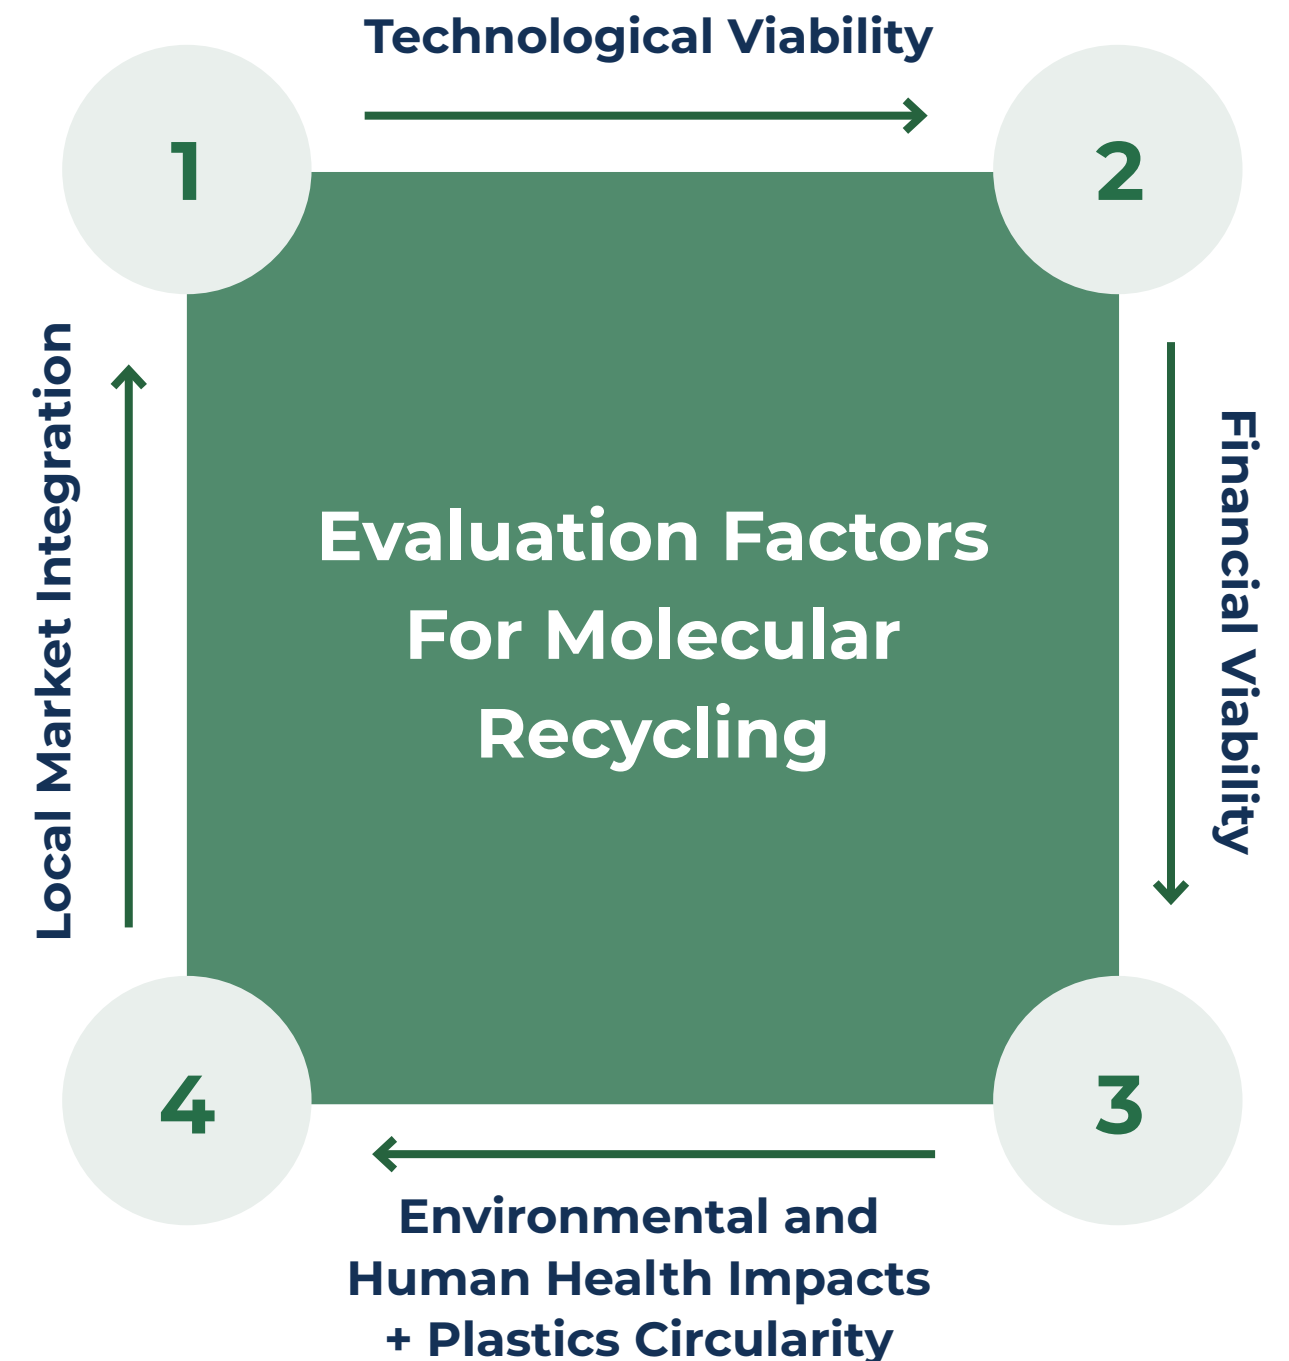 Technological Viability
1
2
Local Market Integration
Evaluation Factors
For Molecular
Recycling
Financial Viability
4
3
Environmental and
Human Health Impacts
+ Plastics Circularity